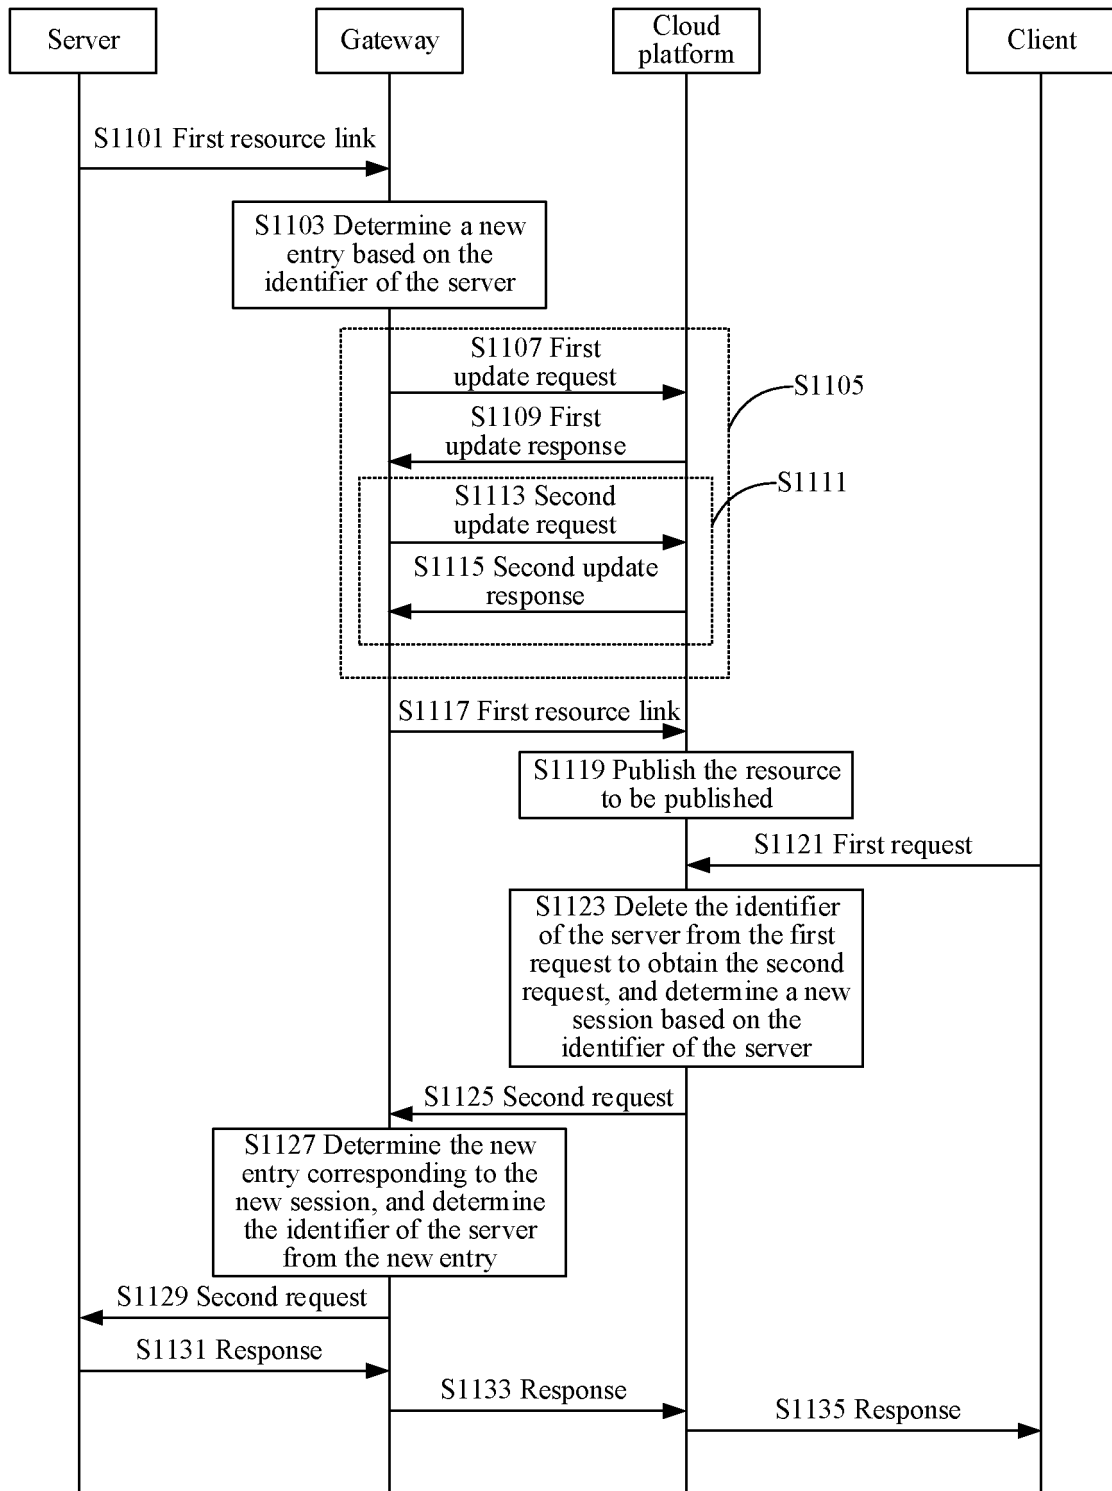 Server
Gateway
Cloud
platform
Client
S1101 First resource link
S1103 Determine a new
entry based on the
identifier of the server
S1107 First
update request
S1105
S1109 First
update response
S1111
S1113 Second
update request
S1115 Second update
response
S1117 First resource link
S1119 Publish the resource
to be published
S1121 First request
S1123 Delete the identifier
of the server from the first
request to obtain the second
request, and determine a new
session based on the
identifier of the server
S1125 Second request
S1127 Determine the new
entry corresponding to the
new session, and determine
the identifier of the server
from the new entry
S1129 Second request
S1131 Response
S1133 Response
S1135 Response